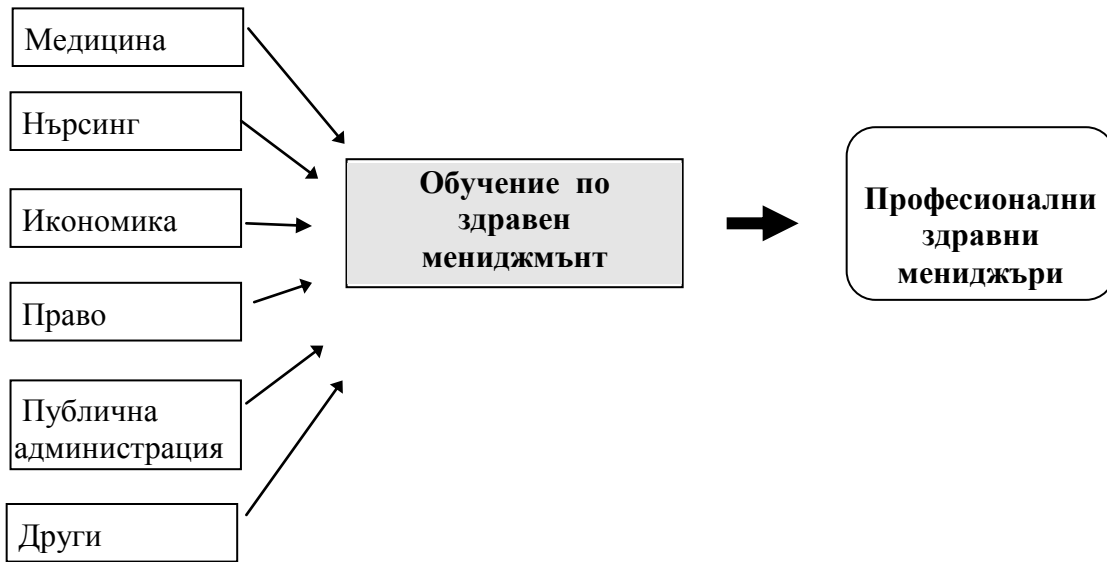 Медицина
Нърсинг
Икономика
Право
Публична
администрация
Други
Обучение по
здравен
мениджмънт
Професионални
здравни
мениджъри